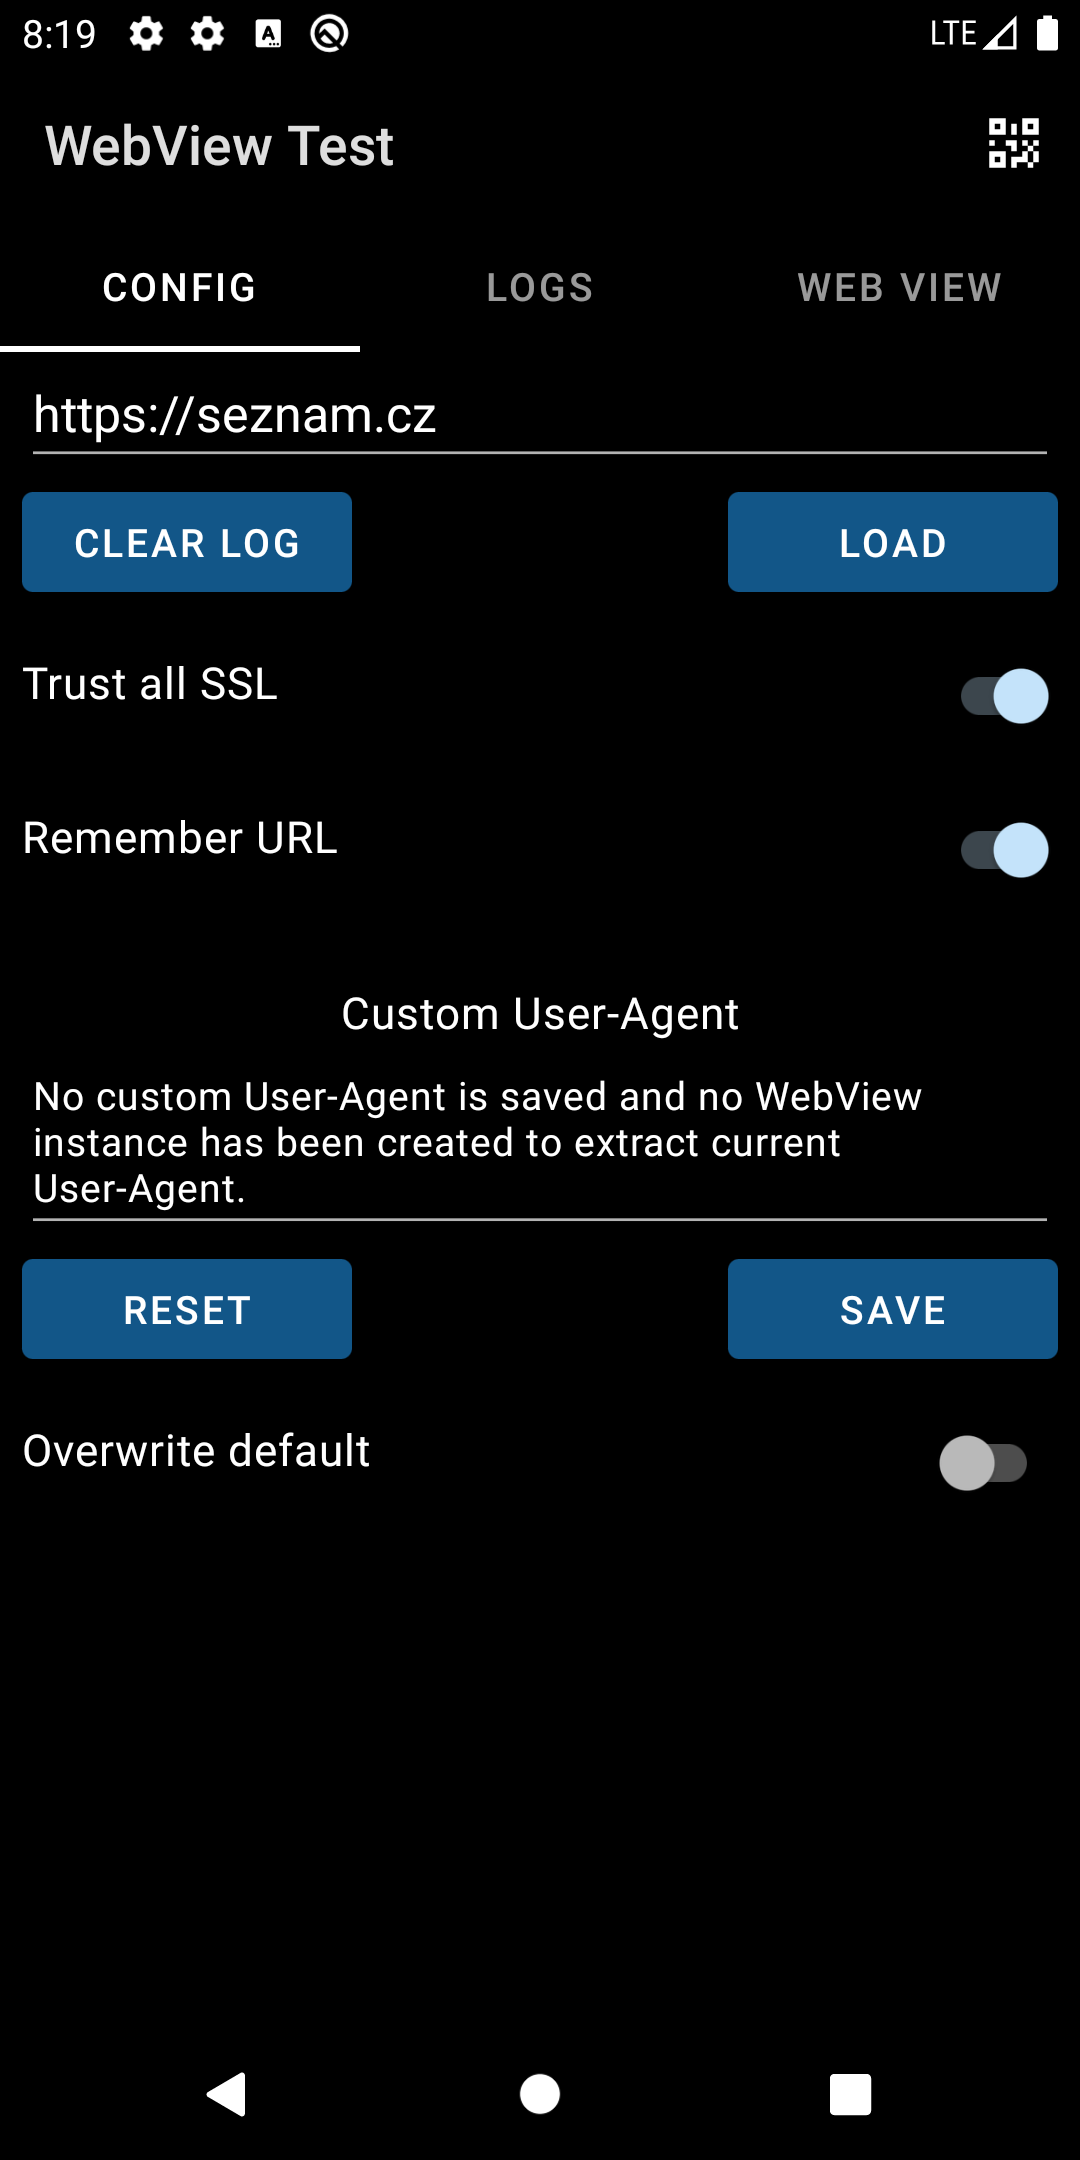 8:19
LTE
WebView Test
CONFIG
LOGS
WEB VIEW
https://seznam.cz
CLEAR LOG
LOAD
Trust all SSL
Remember URL
Custom User-Agent
No custom User-Agent is saved and no WebView
instance has been created to extract current
User-Agent.
RESET
SAVE
Overwrite default